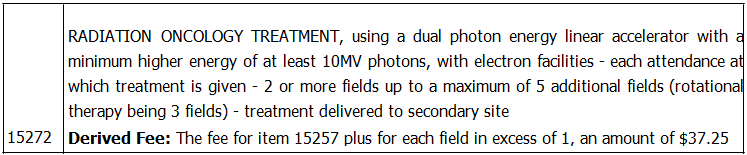 RADIATION ONCOLOGY TREATMENT, using a dual photon energy linear accelerator with a
minimum higher energy of at least 10MV photons, with electron facilities - each attendance at
which treatment is given - 2 or more fields up to a maximum of 5 additional fields (rotational
therapy being 3 fields) - treatment delivered to secondary site
15272 Derived Fee: The fee for item 15257 plus for each field in excess of 1, an amount of $37.25